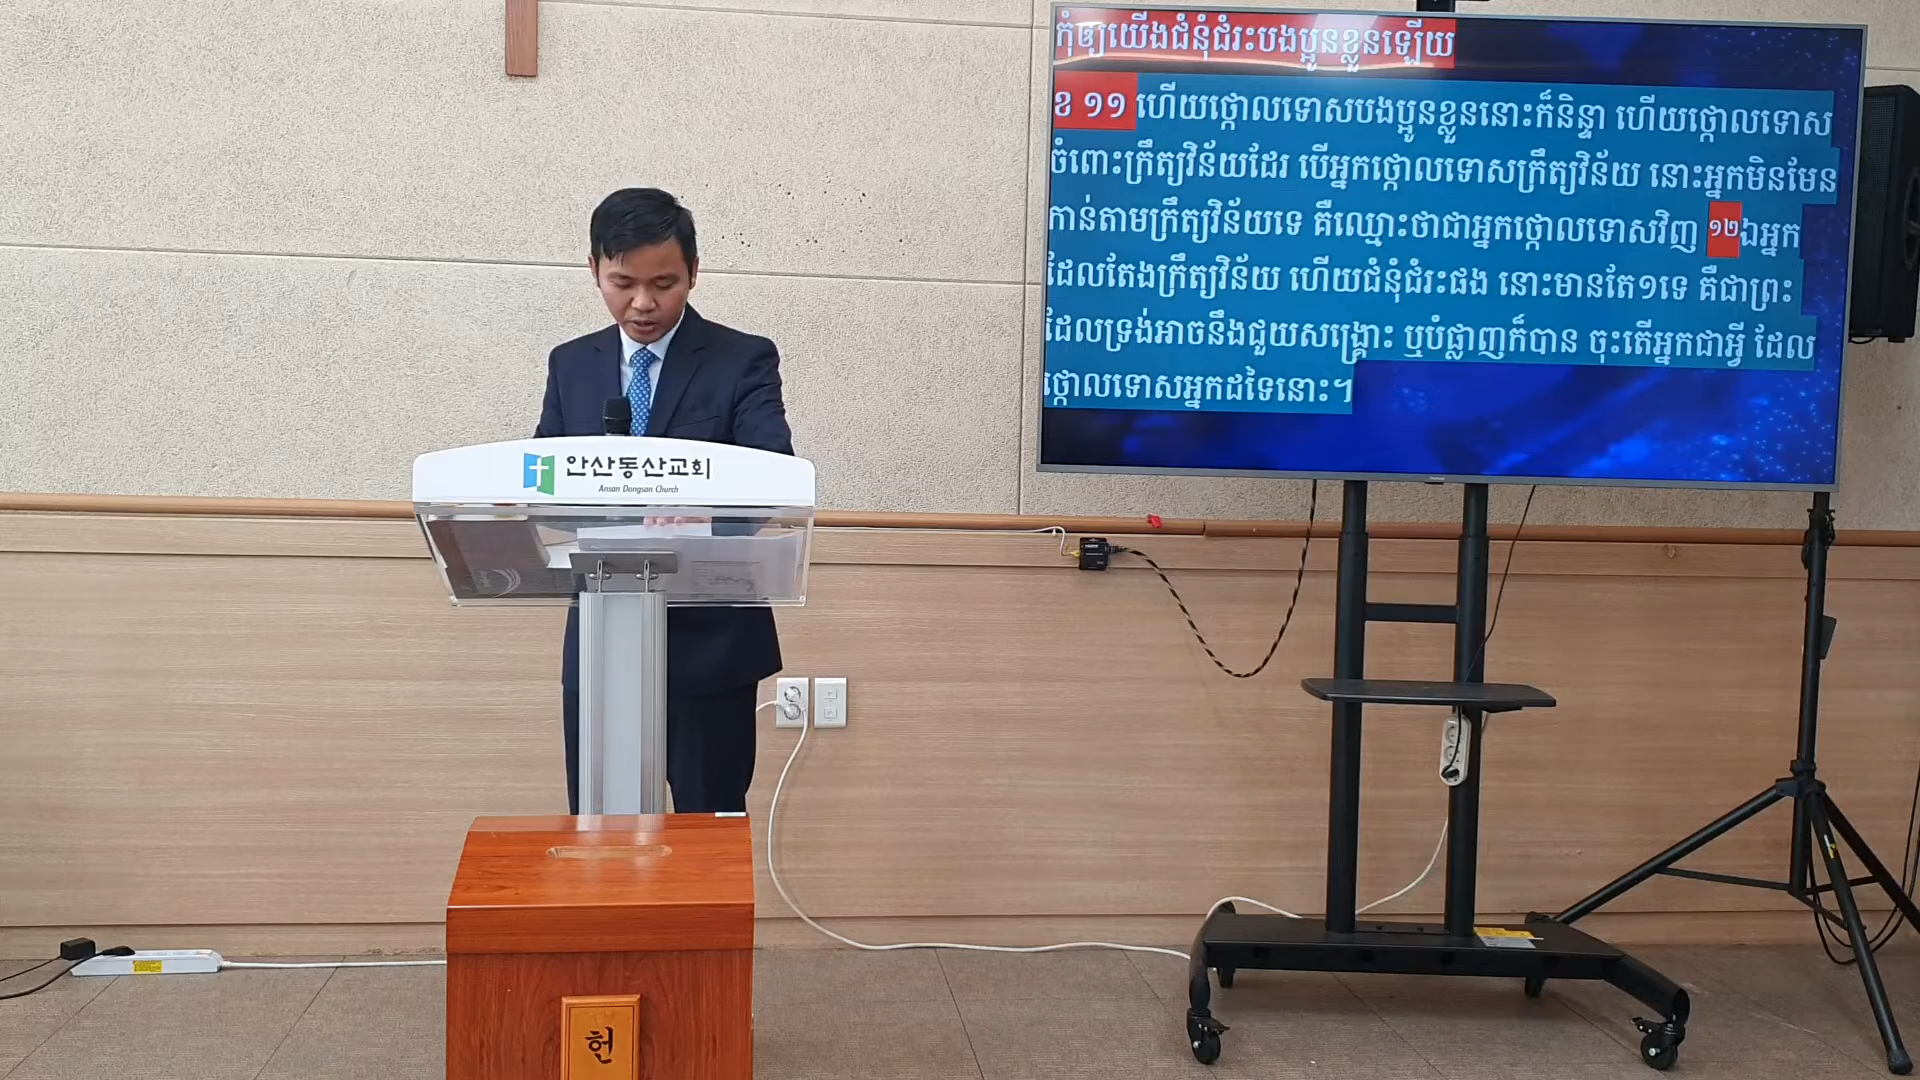 កុំឲ្យយើងជំនុំជំរះបងប្អូនខ្លួនឡើយ
ខ ១១ ហើយថ្កោលទោសបងប្អូនខ្លួននោះក៏និន្ទា ហើយថ្កោលទោស
ចំពោះក្រឹត្យវិន័យដែរ បើអ្នកថ្កោលទោសក្រឹត្យវិន័យ នោះអ្នកមិនមែន
កាន់តាមក្រឹត្យវិន័យទេ គឺឈ្មោះថាជាអ្នកថ្កោលទោសវិញ ១២ឯអ្នក
ដែលតែងក្រឹត្យវិន័យ ហើយជំនុំជំរះផង នោះមានតែ១ទេ គឺជាព្រះ
ដែលទ្រង់អាចនឹងជួយសង្គ្រោះ ឬបំផ្លាញក៏បាន ចុះតើអ្នកជាអ្វី ដែល
ថ្កោលទោសអ្នកដទៃនោះ។
안산동산교회
Ansan Dongsan Church
헌